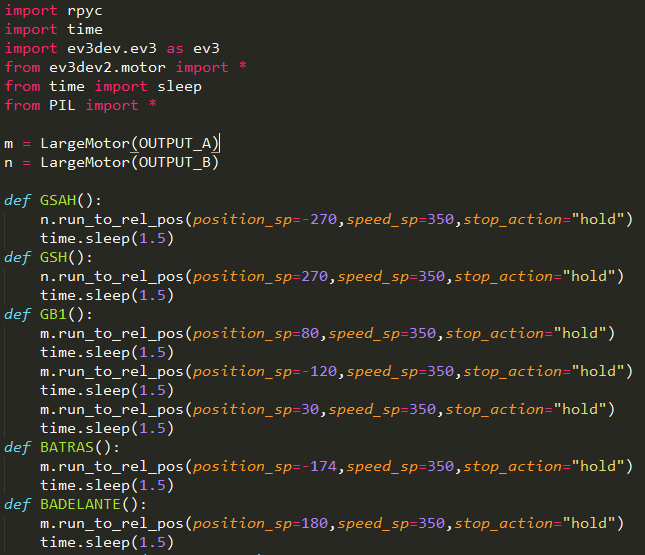 import rpyc
import time
import ev3dev.ev3 as ev3
from ev3dev2.motor import *
from time import sleep
from PIL import *

m = LargeMotor(OUTPUT_A)
n = LargeMotor(OUTPUT_B)

def GSAH():
    n.run_to_rel_pos(position_sp=-270,speed_sp=350,stop_action="hold")
    time.sleep(1.5)
def GSH():
    n.run_to_rel_pos(position_sp=270,speed_sp=350,stop_action="hold")
    time.sleep(1.5)
def GB1():
    m.run_to_rel_pos(position_sp=80,speed_sp=350,stop_action="hold")
    time.sleep(1.5)
    m.run_to_rel_pos(position_sp=-120,speed_sp=350,stop_action="hold")
    time.sleep(1.5)
    m.run_to_rel_pos(position_sp=30,speed_sp=350,stop_action="hold")
    time.sleep(1.5)
def BATRAS():
    m.run_to_rel_pos(position_sp=-174,speed_sp=350,stop_action="hold")
    time.sleep(1.5)
def BADELANTE():
    m.run_to_rel_pos(position_sp=180,speed_sp=350,stop_action="hold")
    time.sleep(1.5)